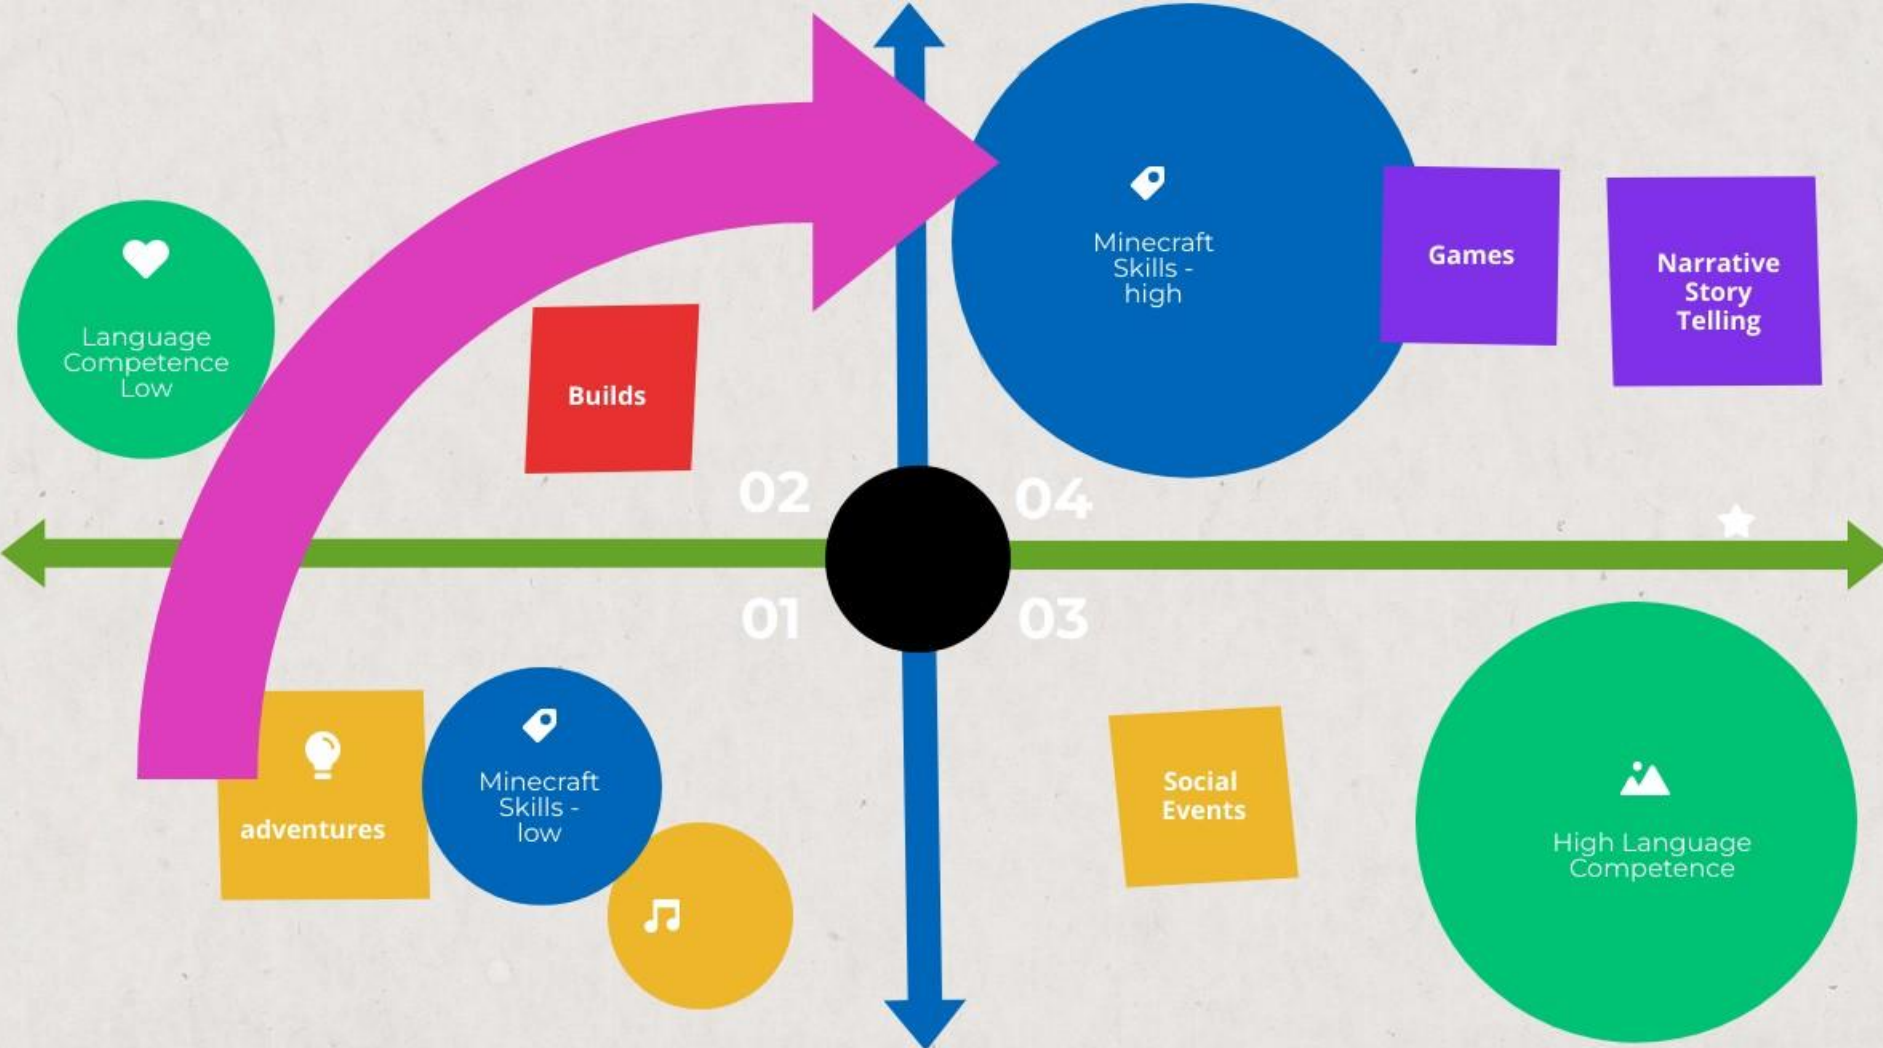 Language
Competence
Low
Builds
Minecraft
Skills -
high
Games
Narrative
Story
Telling
02
04
01
03
adventures
Minecraft
Skills -
low
Social
Events
High Language
Competence